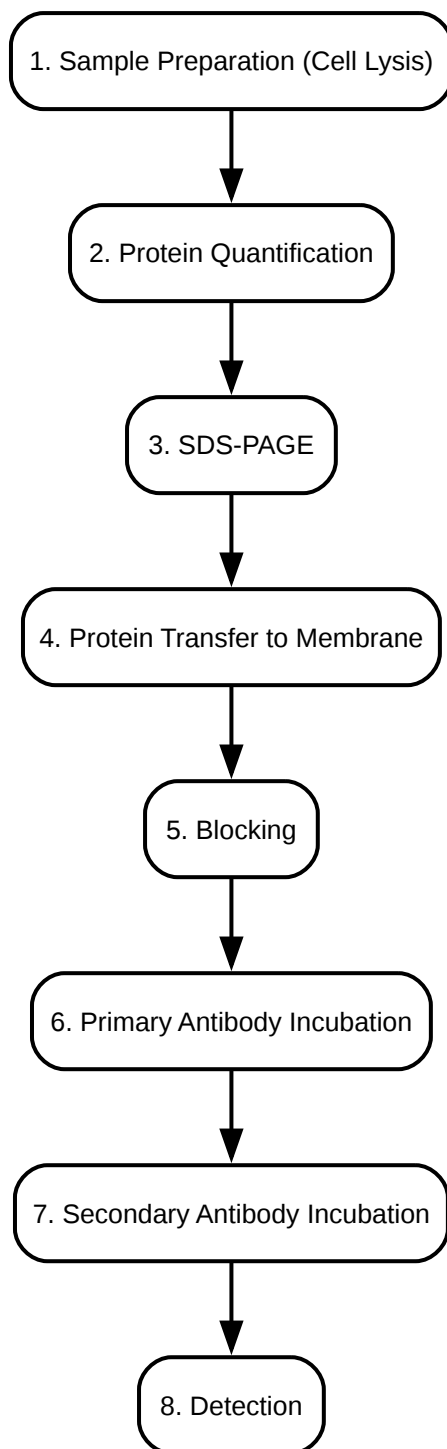 1. Sample Preparation (Cell Lysis)
2. Protein Quantification
3. SDS-PAGE
4. Protein Transfer to Membrane
5. Blocking
6. Primary Antibody Incubation
7. Secondary Antibody Incubation
8. Detection